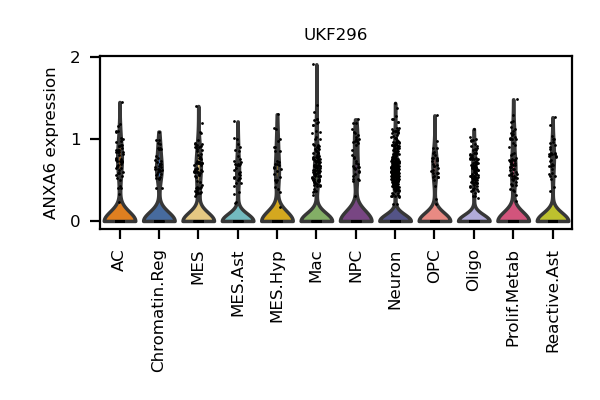 UKF296
ANXA6 expression
2
1
0
AC
Chromatin.Reg
MES
MES.Ast
MES.Hyp
Mac
NPC
Neuron
OPC
Oligo
Prolif.Metab
Reactive.Ast